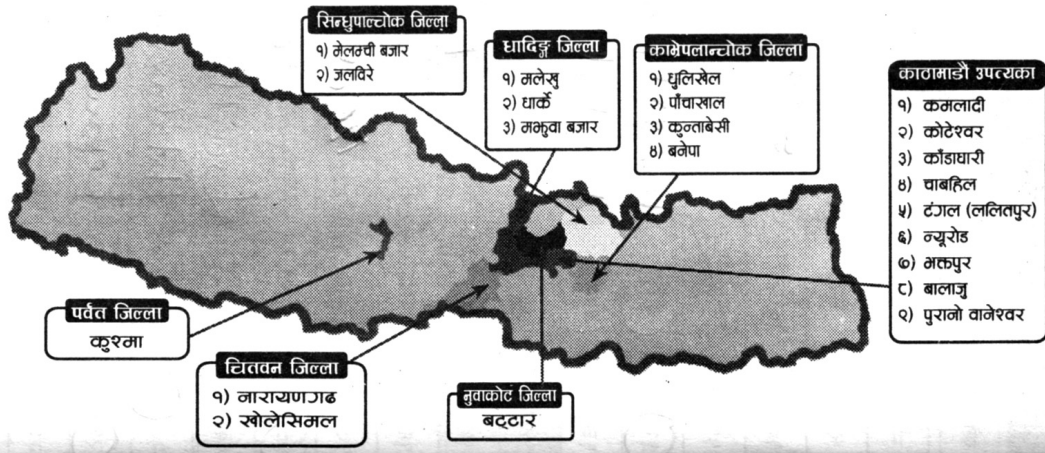 सिन्धुपाल्चोक जिल्ला
१) मेलम्ची बजार
२) जलविरे
धादिङ्ग जिल्ला
१) मलेखु
२) धार्के
३) मझुवा बजार
काभ्रेपलान्चोक जिल्ला
१) धुलिखेल
२) पाँचाखाल
३) कुन्ताबेसी
४) बनेपा
काठामाडौ उपत्यका
१) कमलादी
२) कोटेश्वर
३) काँडाघारी
४) चाबहिल
५) टंगल (ललितपुर)
६) न्यूरोड
७) भक्तपुर
८) बालाजु
९) पुरानो वानेश्वर
पर्वत जिल्ला
कुश्मा
चितवन जिल्ला
१) नारायणगढ
२) खोलेसिमल
नुवाकोट जिल्ला
बट्टार